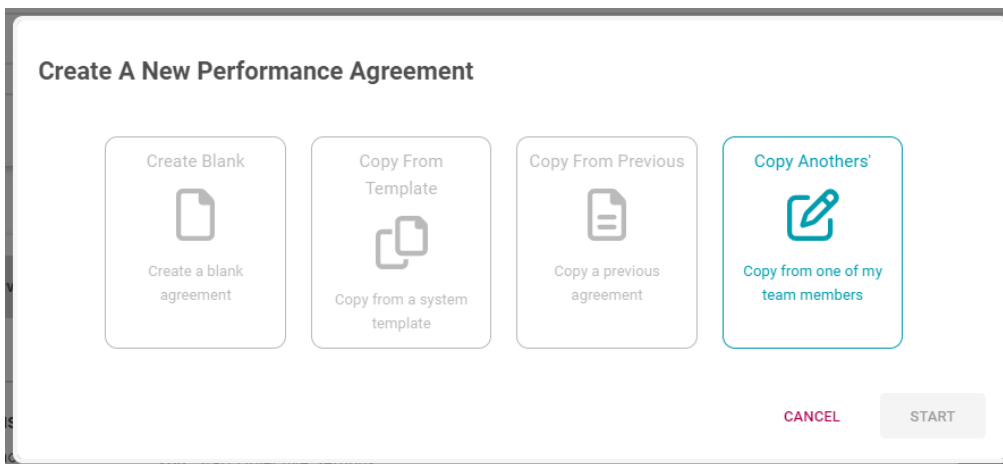 Create A New Performance Agreement
Create Blank
Create a blank
agreement
Copy From
Template
Copy from a system
template
Copy From Previous
Copy a previous
agreement
Copy Anothers'
Copy from one of my
team members
CANCEL
START